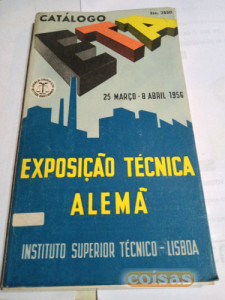 CATÁLOGO
ETA
25 MARÇO - 8 ABRIL 1956
EXPOSIÇÃO TÉCNICA
ALEMÃ
INSTITUTO SUPERIOR TÉCNICO - LISBOA
coisas